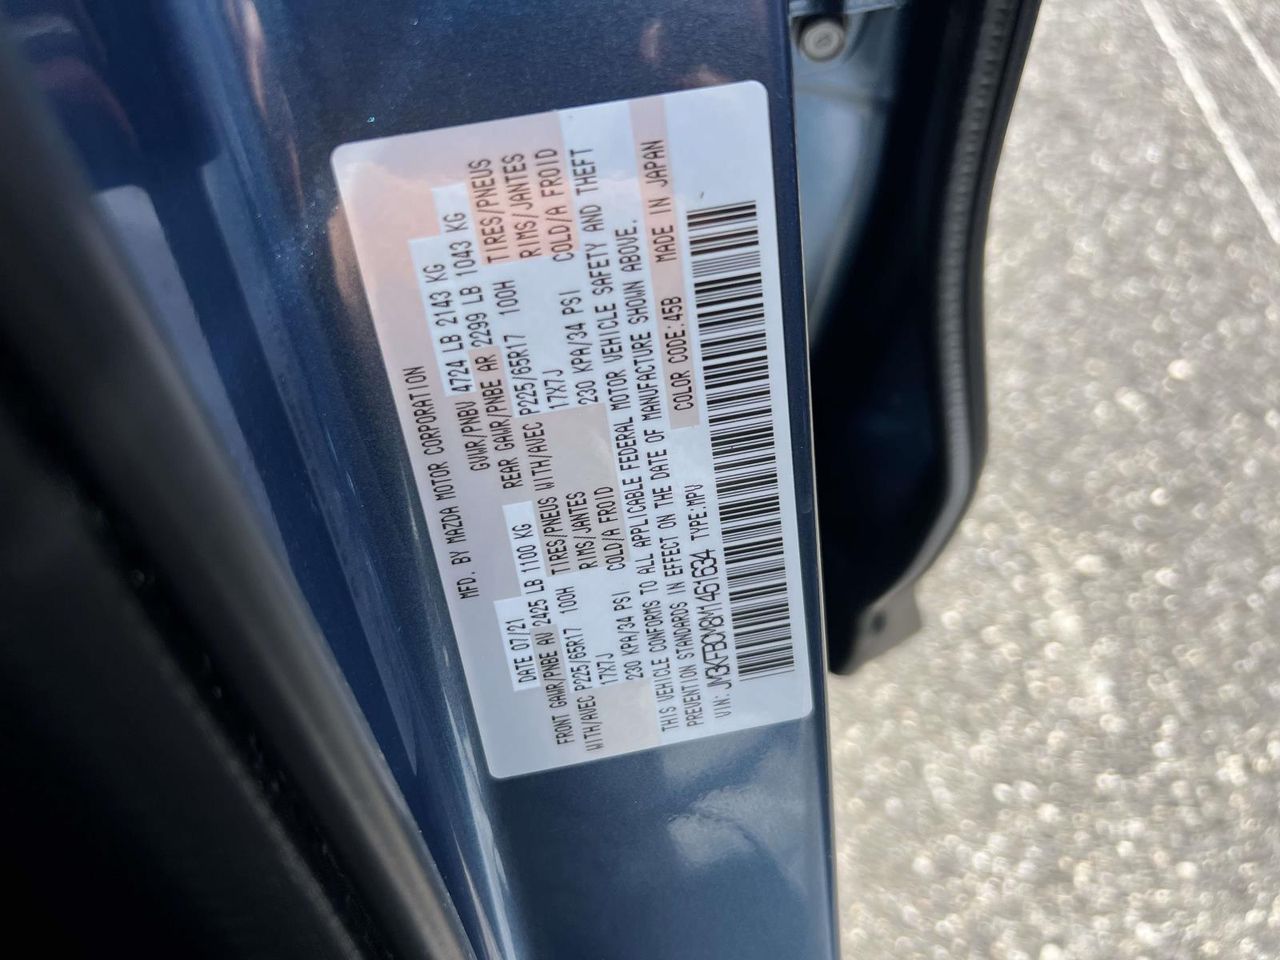 MFD. BY MAZDA MOTOR CORPORATION
DATE 07/21 GVWR/PNBV 4724 LB 2143 KG
FRONT GAWR/PNBE AV 2425 LB 1100 KG REAR GAWR/PNBE AR 2299 LB 1043 KG
WITH/AVEC P225/65R17 100H TIRES/PNEUS WITH/AVEC P225/65R17 100H TIRES/PNEUS
17X7J RIMS/JANTES 17X7J RIMS/JANTES
230 KPA/34 PSI COLD/A FROID 230 KPA/34 PSI COLD/A FROID
THIS VEHICLE CONFORMS TO ALL APPLICABLE FEDERAL MOTOR VEHICLE SAFETY AND THEFT
PREVENTION STANDARDS IN EFFECT ON THE DATE OF MANUFACTURE SHOWN ABOVE.
VIN: JM3KFBCM8M1461634 TYPE:MPV COLOR CODE:45B MADE IN JAPAN